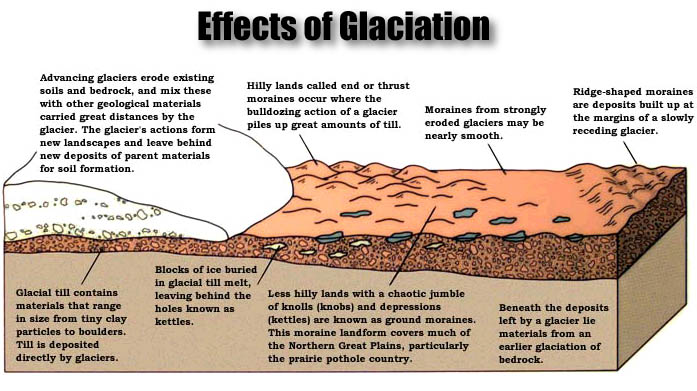 Effects of Glaciation
Advancing glaciers erode existing
soils and bedrock, and mix these
with other geological materials
carried great distances by the
glacier. The glacier's actions form
new landscapes and leave behind
new deposits of parent materials
for soil formation.
Hilly lands called end or thrust
moraines occur where the
bulldozing action of a glacier
piles up great amounts of till.
Moraines from strongly
eroded glaciers may be
nearly smooth.
Ridge-shaped moraines
are deposits built up at
the margins of a slowly
receding glacier.
Glacial till contains
materials that range
in size from tiny clay
particles to boulders.
Till is deposited
directly by glaciers.
Blocks of ice buried
in glacial till melt,
leaving behind the
holes known as
kettles.
Less hilly lands with a chaotic jumble
of knolls (knobs) and depressions
(kettles) are known as ground moraines.
This moraine landform covers much of
the Northern Great Plains, particularly
the prairie pothole country.
Beneath the deposits
left by a glacier lie
materials from an
earlier glaciation of
bedrock.